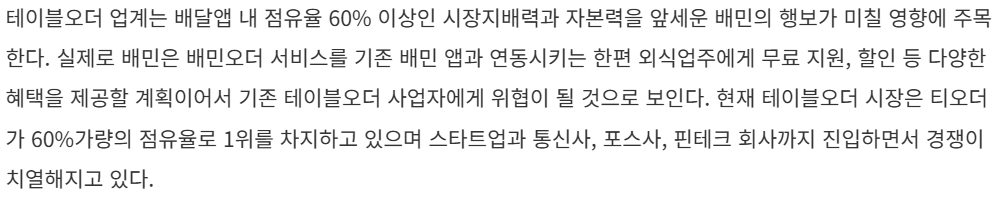 테이블오더 업계는 배달앱 내 점유율 60% 이상인 시장지배력과 자본력을 앞세운 배민의 행보가 미칠 영향에 주목
한다. 실제로 배민은 배민오더 서비스를 기존 배민 앱과 연동시키는 한편 외식업주에게 무료 지원, 할인 등 다양한
혜택을 제공할 계획이어서 기존 테이블오더 사업자에게 위협이 될 것으로 보인다. 현재 테이블오더 시장은 티오더
가 60%가량의 점유율로 1위를 차지하고 있으며 스타트업과 통신사, 포스사, 핀테크 회사까지 진입하면서 경쟁이
치열해지고 있다.